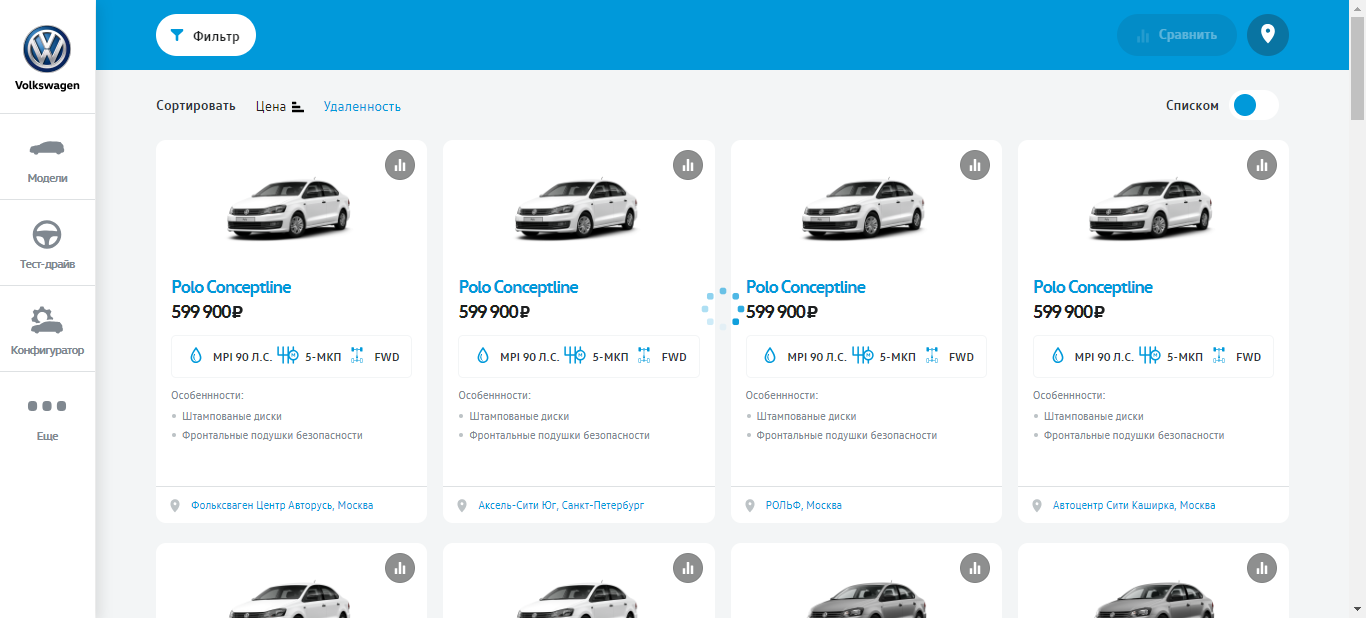 Фильтр
Сравнить
Volkswagen
Модели
Тест-драйв
Конфигуратор
Еще
Сортировать Цена Удаленность
Списком
Polo Conceptline
599 900₽
MPI 90 Л.С. 5-МКП FWD
Особеннности:
Штампованые диски
Фронтальные подушки безопасности
Фольксваген Центр Авторусь, Москва
Polo Conceptline
599 900₽
MPI 90 Л.С. 5-МКП FWD
Особеннности:
Штампованые диски
Фронтальные подушки безопасности
Аксель-Сити Юг, Санкт-Петербург
Polo Conceptline
599 900₽
MPI 90 Л.С. 5-МКП FWD
Особеннности:
Штампованые диски
Фронтальные подушки безопасности
РОЛЬФ, Москва
Polo Conceptline
599 900₽
MPI 90 Л.С. 5-МКП FWD
Особеннности:
Штампованые диски
Фронтальные подушки безопасности
Автоцентр Сити Каширка, Москва